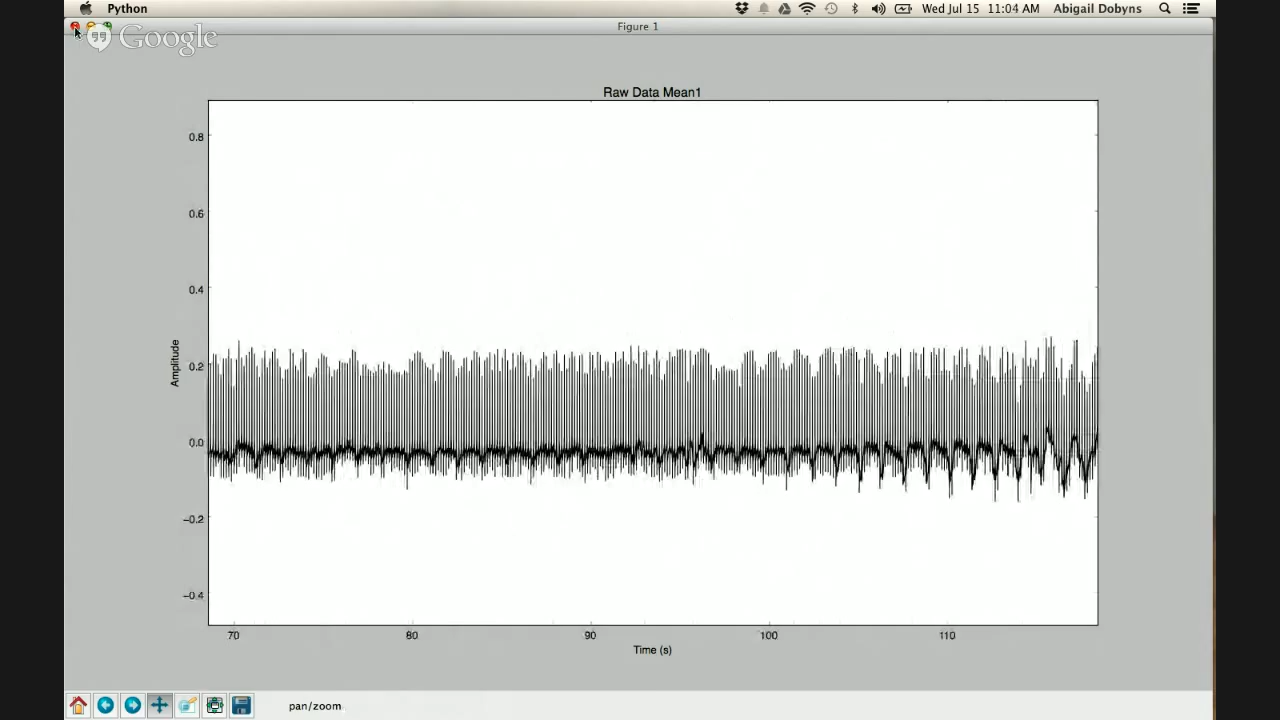 Python
Wed Jul 15 11:04 AM Abigail Dobyns
Figure 1
Google
Raw Data Mean1
0.8
0.6
0.4
0.2
0.0
−0.2
−0.4
Amplitude
70 80 90 100 110
Time (s)
pan/zoom